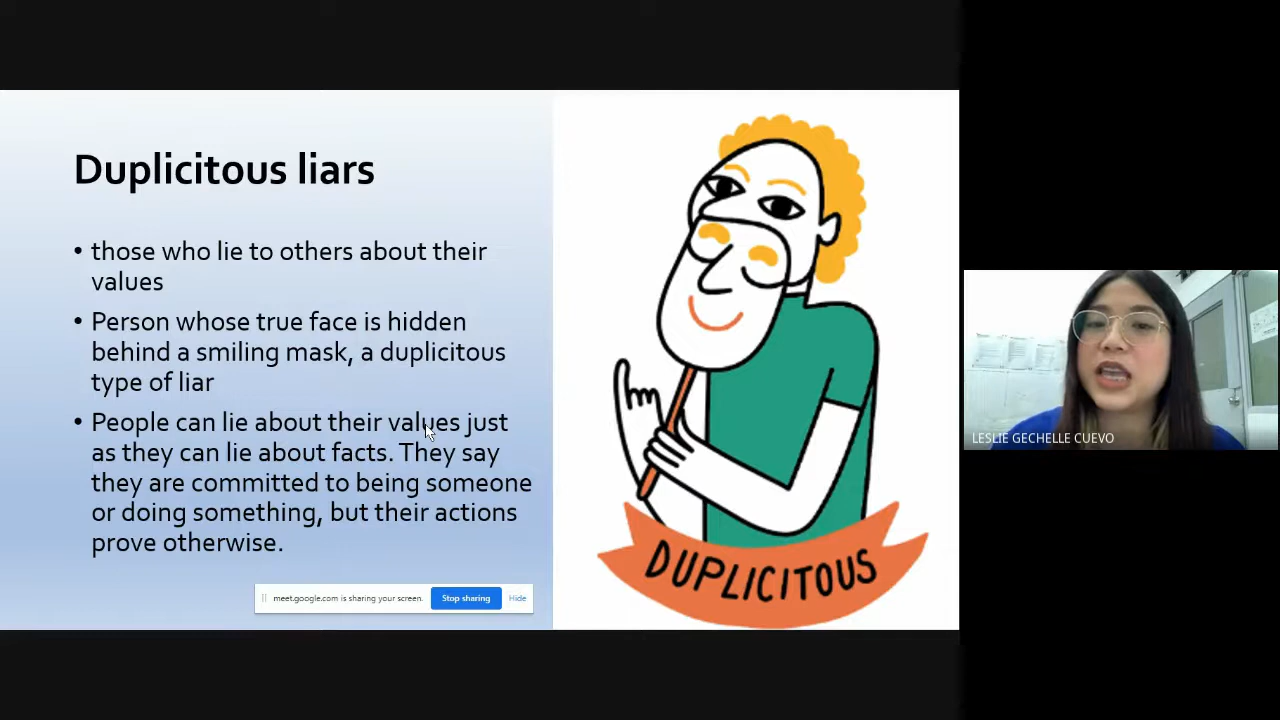 Duplicitous liars
• those who lie to others about their
values
• Person whose true face is hidden
behind a smiling mask, a duplicitous
type of liar
• People can lie about their values just
as they can lie about facts. They say
they are committed to being someone
or doing something, but their actions
prove otherwise.
meet.google.com is sharing your screen. Stop sharing Hide
DUPLICITOUS
LESLIE GECHELLE CUEVO